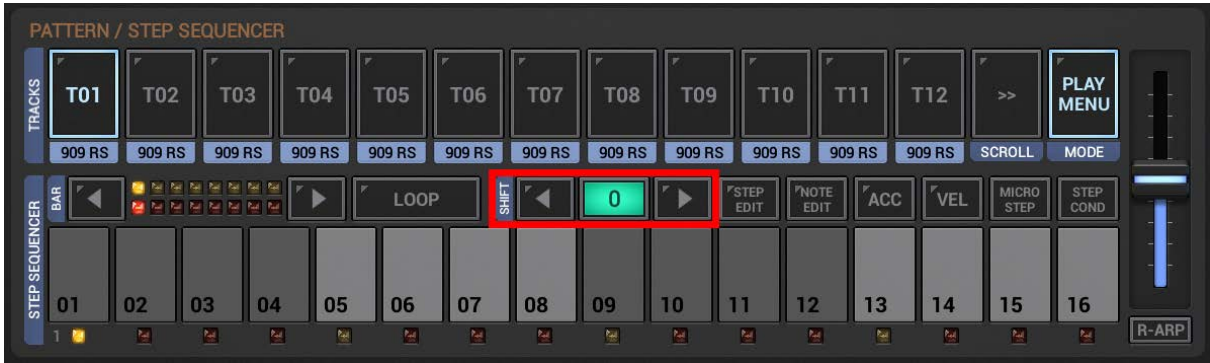 PATTERN / STEP SEQUENCER
TRACKS
T01 T02 T03 T04 T05 T06 T07 T08 T09 T10 T11 T12 >> PLAY MENU
909 RS 909 RS 909 RS 909 RS 909 RS 909 RS 909 RS 909 RS 909 RS 909 RS 909 RS 909 RS SCROLL MODE
STEP SEQUENCER
BAR LOOP SHIFT 0 STEP EDIT NOTE EDIT ACC VEL MICRO STEP STEP COND
01 02 03 04 05 06 07 08 09 10 11 12 13 14 15 16
1 R-ARP